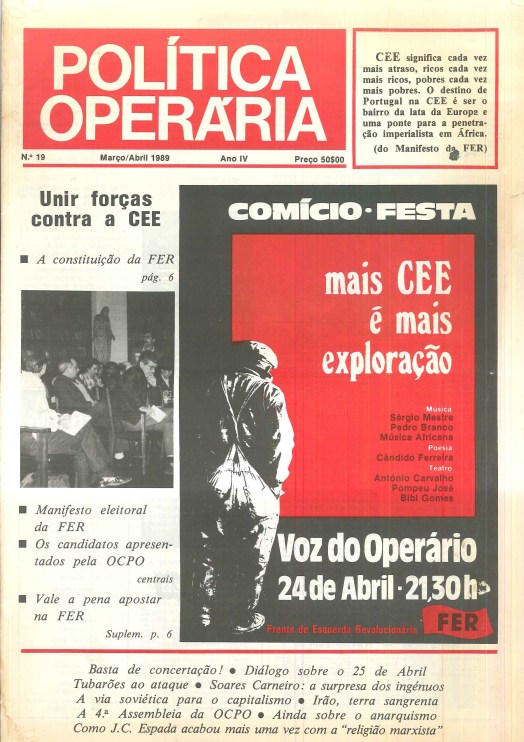 POLÍTICA
OPERÁRIA
N.º 19 Março/Abril 1989 Ano IV Preço 50$00
CEE significa cada vez
mais atraso, ricos cada vez
mais ricos, pobres cada vez
mais pobres. O destino de
Portugal na CEE é ser o
bairro da lata da Europa e
uma ponte para a penetra-
ção imperialista em África.
(do Manifesto da FER)
Unir forças
contra a CEE
■ A constituição da FER
pág. 6
■ Manifesto eleitoral
da FER
■ Os candidatos apresen-
tados pela OCPO
centrais
■ Vale a pena apostar
na FER
Suplem. p. 6
COMÍCIO·FESTA
mais CEE
é mais
exploração
Musica
Sérgio Mestre
Pedro Branco
Música Africana
Poesia
Cândido Ferreira
Teatro
António Carvalho
Pompeu José
Bibi Gomes
Voz do Operário
24 de Abril·21,30 h
Frente de Esquerda Revolucionária FER
Basta de concertação! ● Diálogo sobre o 25 de Abril
Tubarões ao ataque ● Soares Carneiro: a surpresa dos ingénuos
A via soviética para o capitalismo ● Irão, terra sangrenta
A 4.ª Assembleia da OCPO ● Ainda sobre o anarquismo
Como J.C. Espada acabou mais uma vez com a "religião marxista"